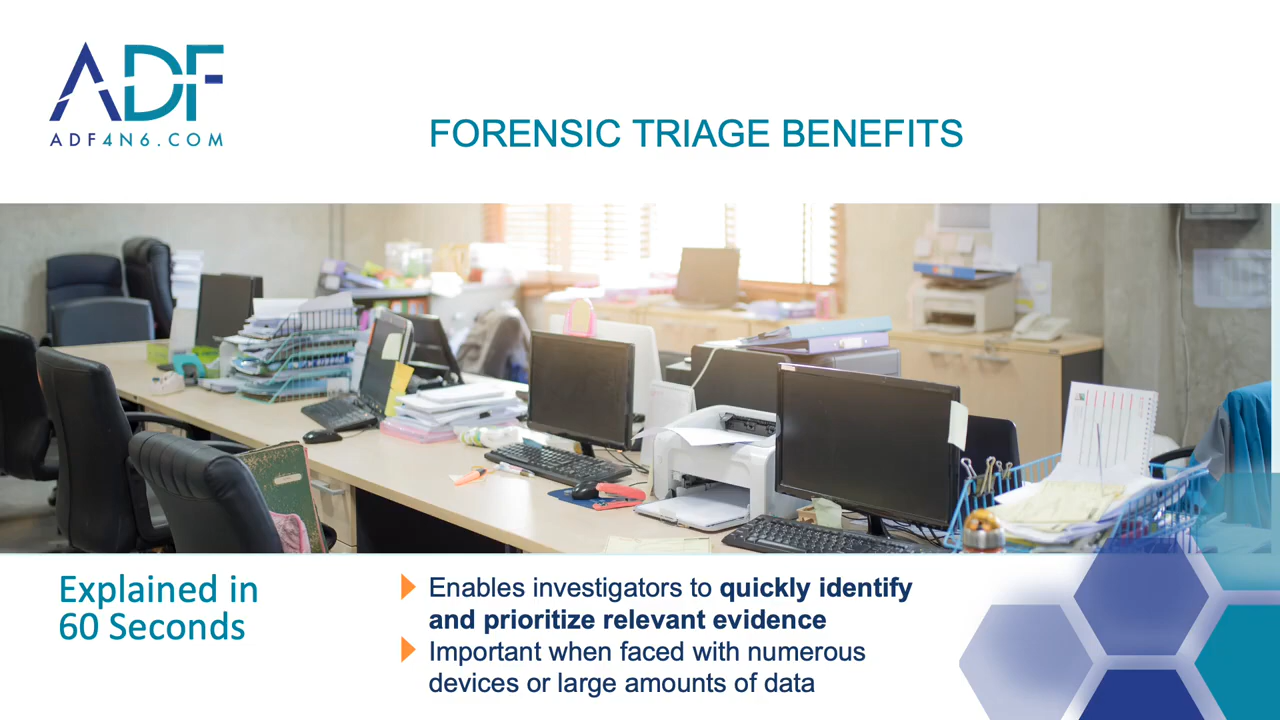 ADF
ADF4N6.COM
FORENSIC TRIAGE BENEFITS
Explained in
60 Seconds
Enables investigators to quickly identify
and prioritize relevant evidence
Important when faced with numerous
devices or large amounts of data